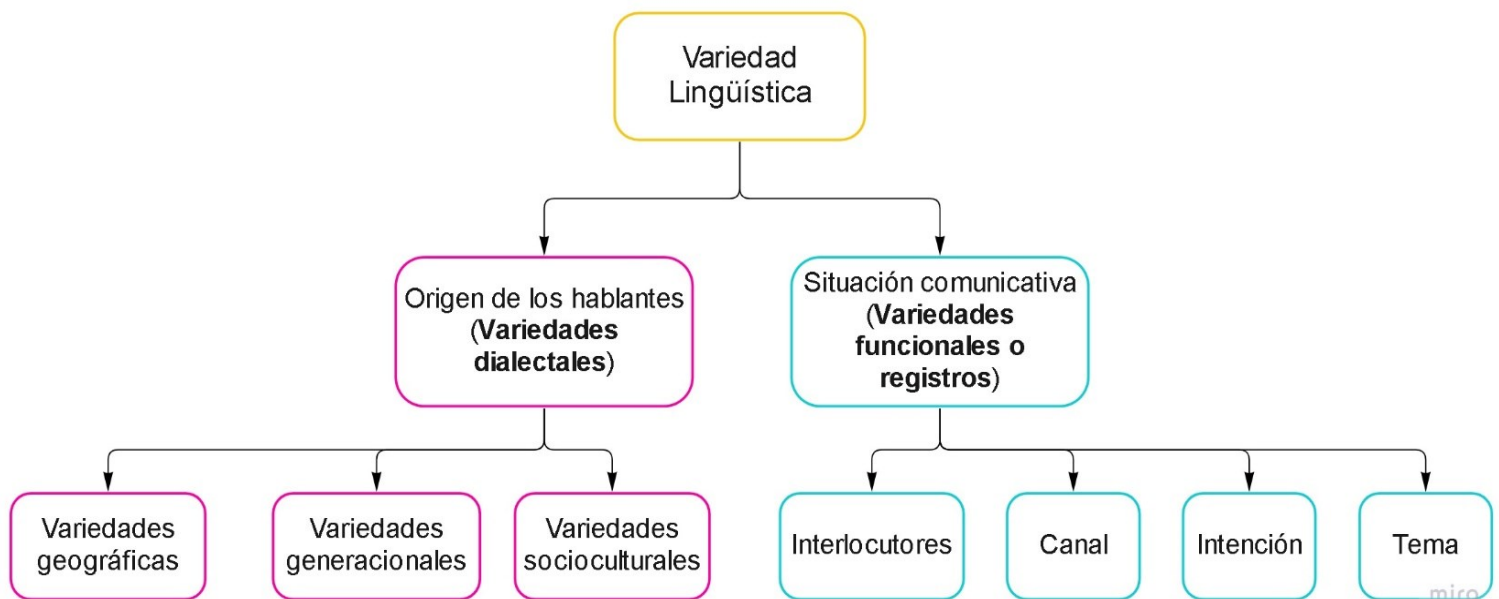 Variedad
Lingüística
Origen de los hablantes
(Variedades
dialectales)
Situación comunicativa
(Variedades
funcionales o
registros)
Variedades
geográficas
Variedades
generacionales
Variedades
socioculturales
Interlocutores
Canal
Intención
Tema
miro